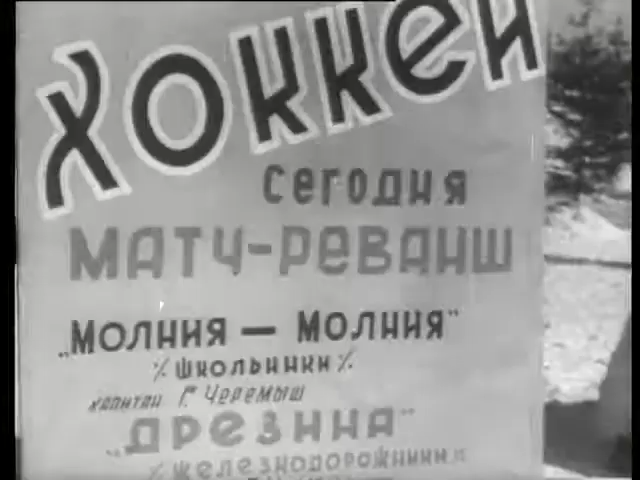 Хоккей
Сегодня
МАТЧ-РЕВАНШ
„МОЛНИЯ — МОЛНИЯ"
% ШКОЛЬНИКИ %
капитан Г. Черемыш
„ДРЕЗИНА"
% ЖЕЛЕЗНОДОРОЖНИКИ %